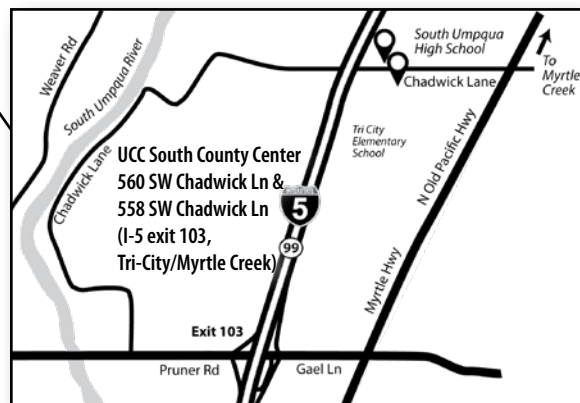 Weaver Rd
South Umpqua River
South Umpqua
High School
To
Myrtle
Creek
Chadwick Lane
Tri City
Elementary
School
N Old Pacific Hwy
Chadwick Lane
UCC South County Center
560 SW Chadwick Ln &
558 SW Chadwick Ln
(I-5 exit 103,
Tri-City/Myrtle Creek)
5
99
Myrtle Hwy
Exit 103
Pruner Rd
Gael Ln